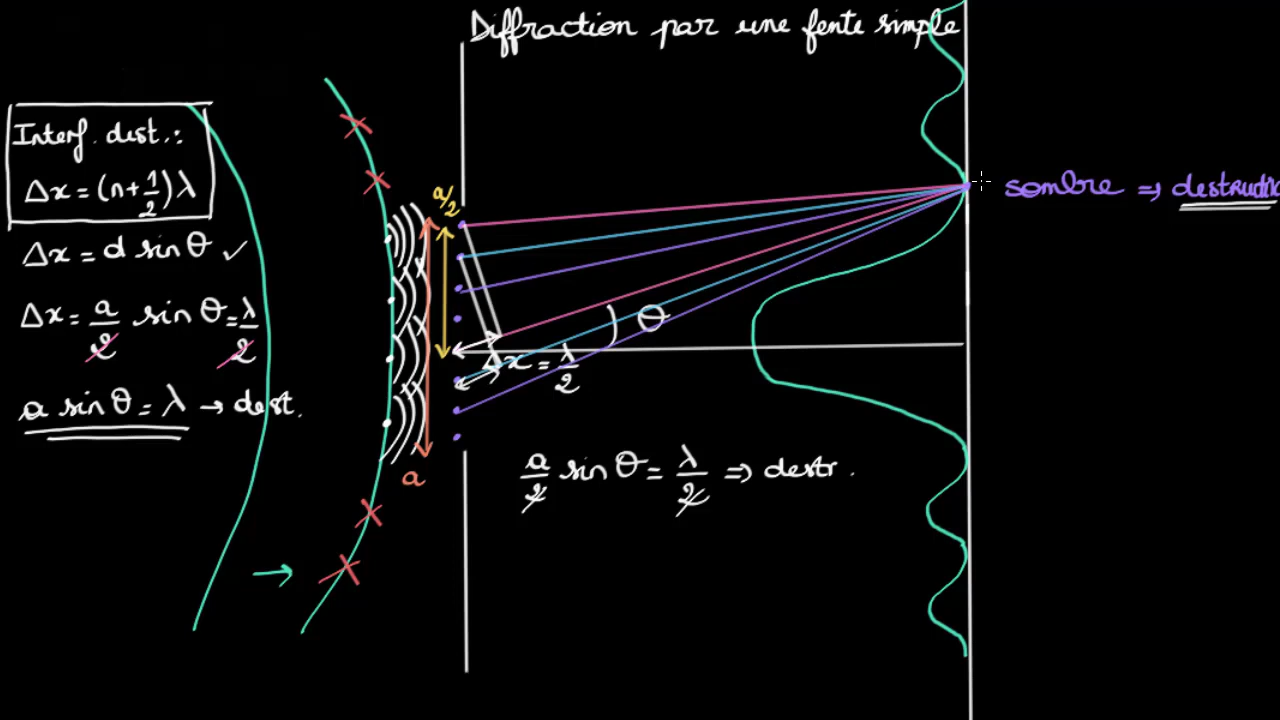 Diffraction par une fente simple
Interf. dest.:
Δx = (n+1/2)λ
Δx = d sin θ ✓
Δx = a/2 sin θ = λ/2
a sin θ = λ → dest.
a/2
a
θ
Δx = λ/2
a/2 sin θ = λ/2 ⇒ destr.
sombre ⇒ destructi